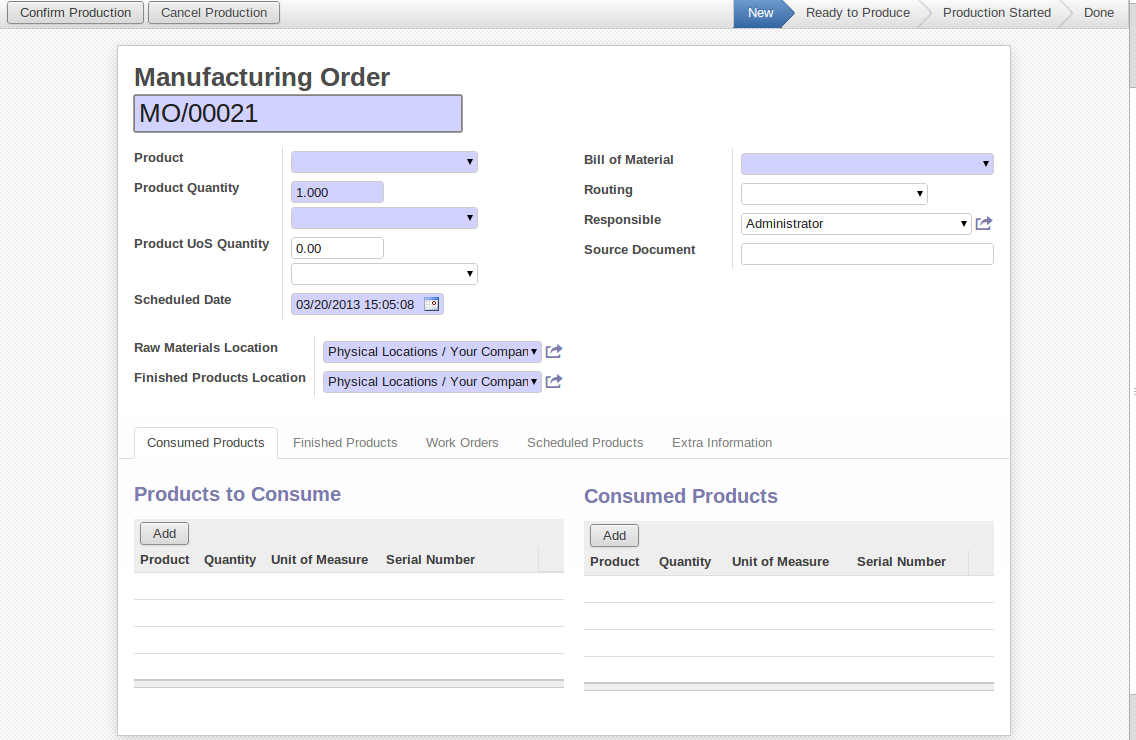 Confirm Production Cancel Production New Ready to Produce Production Started Done
Manufacturing Order
MO/00021
Product
Product Quantity 1.000
Product UoS Quantity 0.00
Scheduled Date 03/20/2013 15:05:08
Bill of Material
Routing
Responsible Administrator
Source Document
Raw Materials Location Physical Locations / Your Compan
Finished Products Location Physical Locations / Your Compan
Consumed Products Finished Products Work Orders Scheduled Products Extra Information
Products to Consume
Add
Product Quantity Unit of Measure Serial Number
Consumed Products
Add
Product Quantity Unit of Measure Serial Number